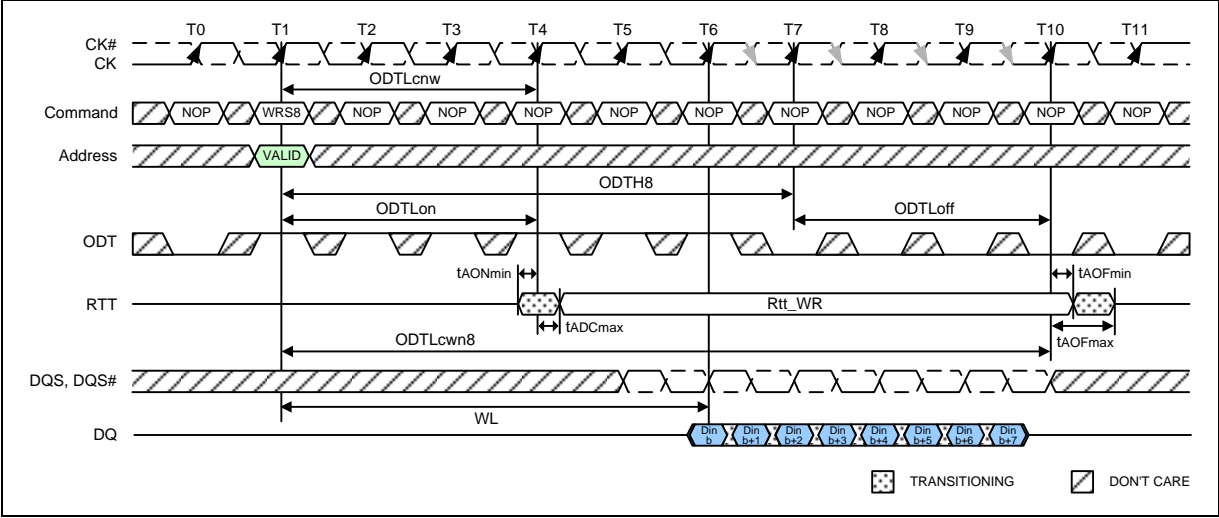 T0 T1 T2 T3 T4 T5 T6 T7 T8 T9 T10 T11
CK#
CK
ODTLcnw
Command NOP WRS8 NOP NOP NOP NOP NOP NOP NOP NOP NOP NOP
Address VALID
ODTH8
ODTLon ODTLoff
ODT
tAONmin tAOFmin
RTT Rtt_WR
tADCmax
tAOFmax
ODTLcwn8
DQS, DQS#
WL
DQ Din b Din b+1 Din b+2 Din b+3 Din b+4 Din b+5 Din b+6 Din b+7
TRANSITIONING DON'T CARE